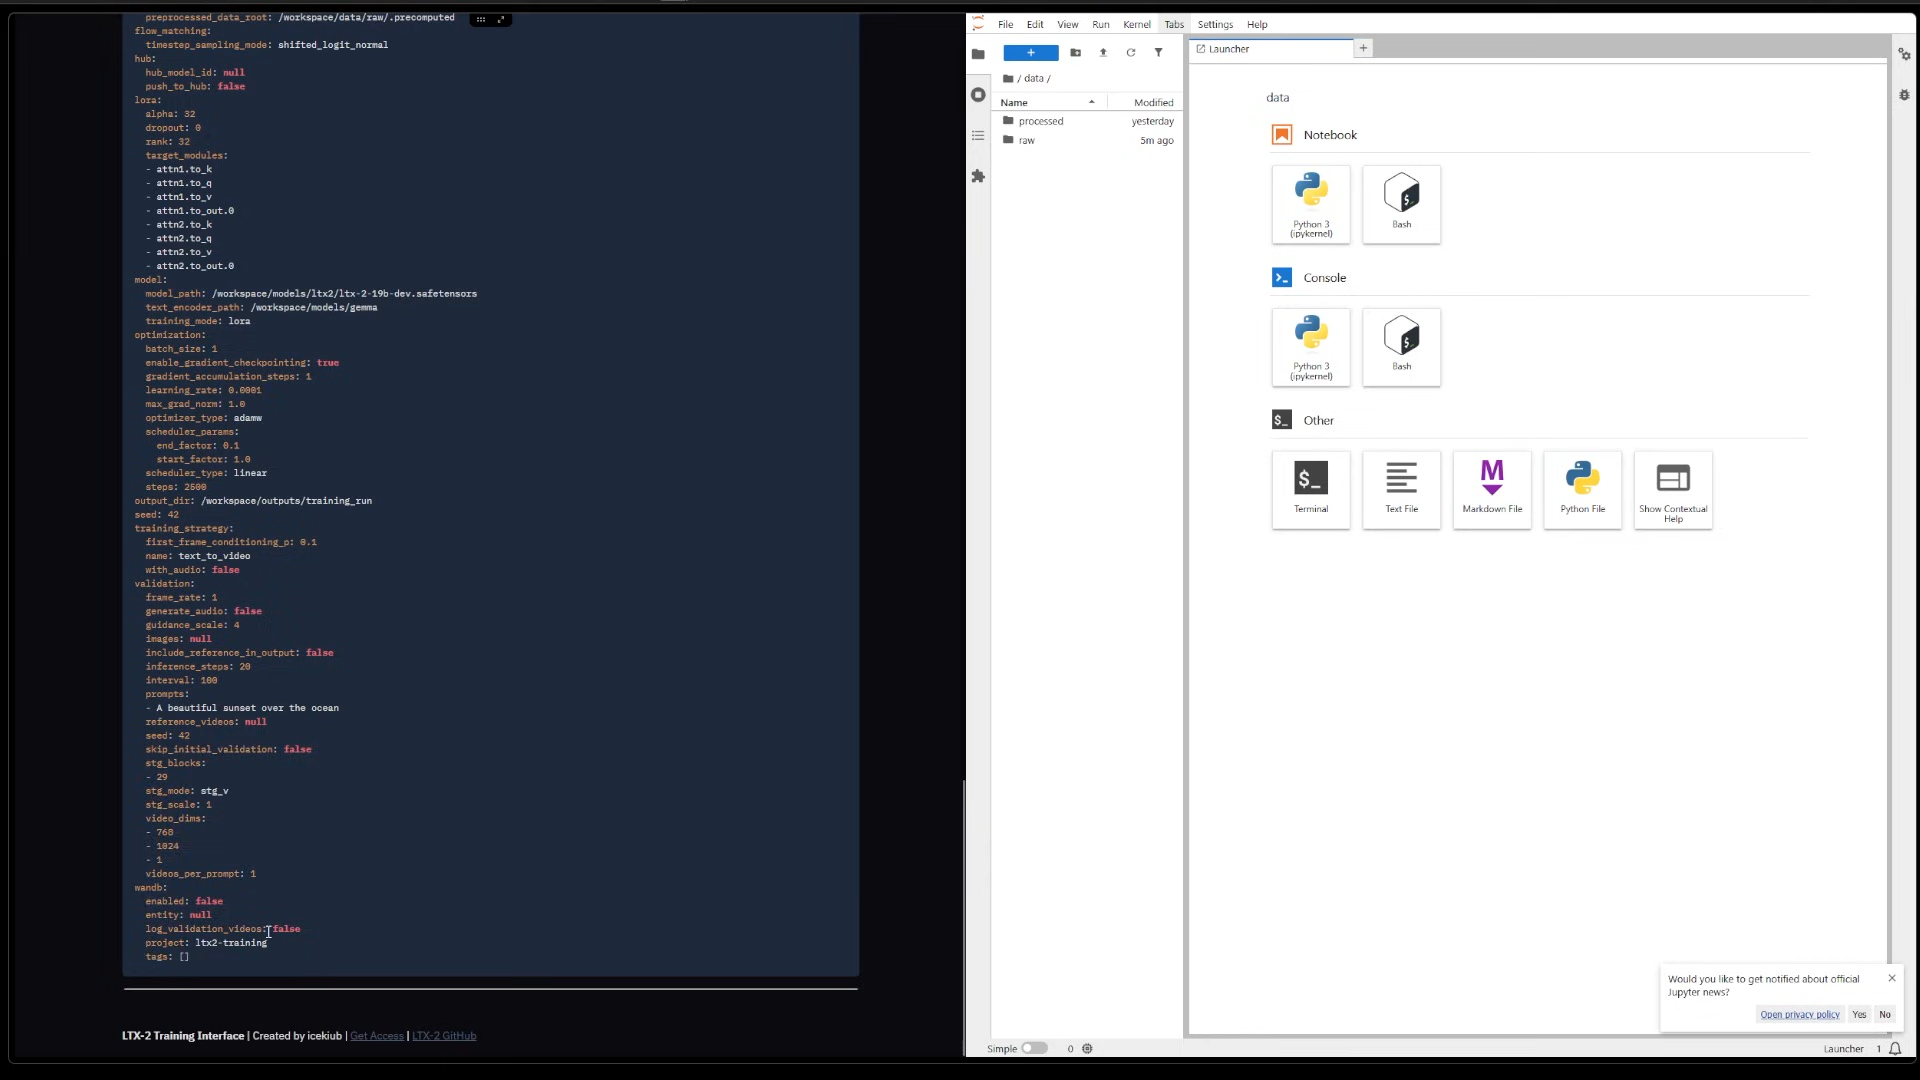 preprocessed_data_root: /workspace/data/raw/.precomputed
flow_matching:
timestep_sampling_mode: shifted_logit_normal
hub:
hub_model_id: null
push_to_hub: false
lora:
alpha: 32
dropout: 0
rank: 32
target_modules:
- attn1.to_k
- attn1.to_q
- attn1.to_v
- attn1.to_out.0
- attn2.to_k
- attn2.to_q
- attn2.to_v
- attn2.to_out.0
model:
model_path: /workspace/models/ltx2/ltx-2-19b-dev.safetensors
text_encoder_path: /workspace/models/gemma
training_mode: lora
optimization:
batch_size: 1
enable_gradient_checkpointing: true
gradient_accumulation_steps: 1
learning_rate: 0.0001
max_grad_norm: 1.0
optimizer_type: adamw
scheduler_params:
end_factor: 0.1
start_factor: 1.0
scheduler_type: linear
steps: 2500
output_dir: /workspace/outputs/training_run
seed: 42
training_strategy:
first_frame_conditioning_p: 0.1
name: text_to_video
with_audio: false
validation:
frame_rate: 1
generate_audio: false
guidance_scale: 4
images: null
include_reference_in_output: false
inference_steps: 20
interval: 100
prompts:
- A beautiful sunset over the ocean
reference_videos: null
seed: 42
skip_initial_validation: false
stg_blocks:
- 29
stg_mode: stg_v
stg_scale: 1
video_dims:
- 768
- 1024
- 1
videos_per_prompt: 1
wandb:
enabled: false
entity: null
log_validation_videos: false
project: ltx2-training
tags: []
LTX-2 Training Interface | Created by icekiub | Get Access | LTX-2 GitHub
File Edit View Run Kernel Tabs Settings Help
+
/ data /
Name Modified
processed yesterday
raw 5m ago
Launcher
+
data
Notebook
Python 3
(ipykernel)
Bash
$_
Console
Python 3
(ipykernel)
Bash
$_
$_ Other
$_
Terminal
Text File
M
Markdown File
Python File
Show Contextual
Help
Would you like to get notified about official
Jupyter news?
Open privacy policy Yes No
Simple 0
Launcher 1